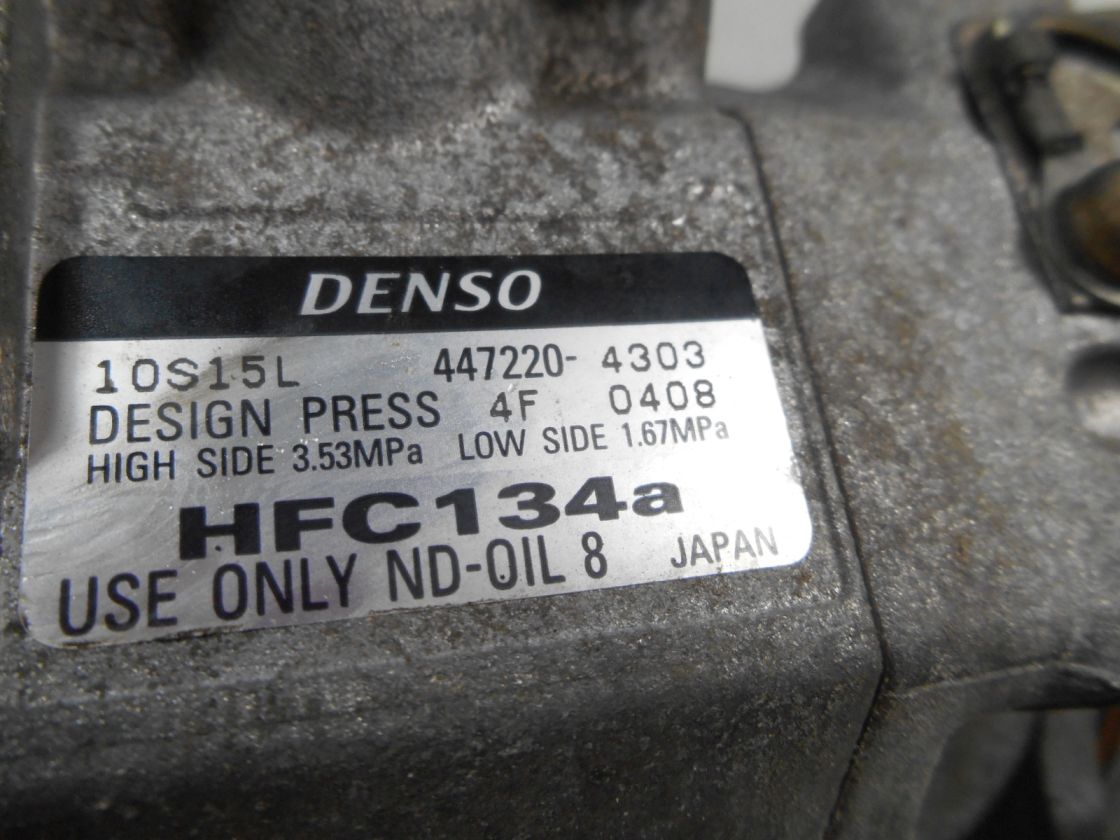 DENSO
10S15L 447220- 4303
DESIGN PRESS 4F 0408
HIGH SIDE 3.53MPa LOW SIDE 1.67MPa
HFC134a
USE ONLY ND-OIL 8 JAPAN